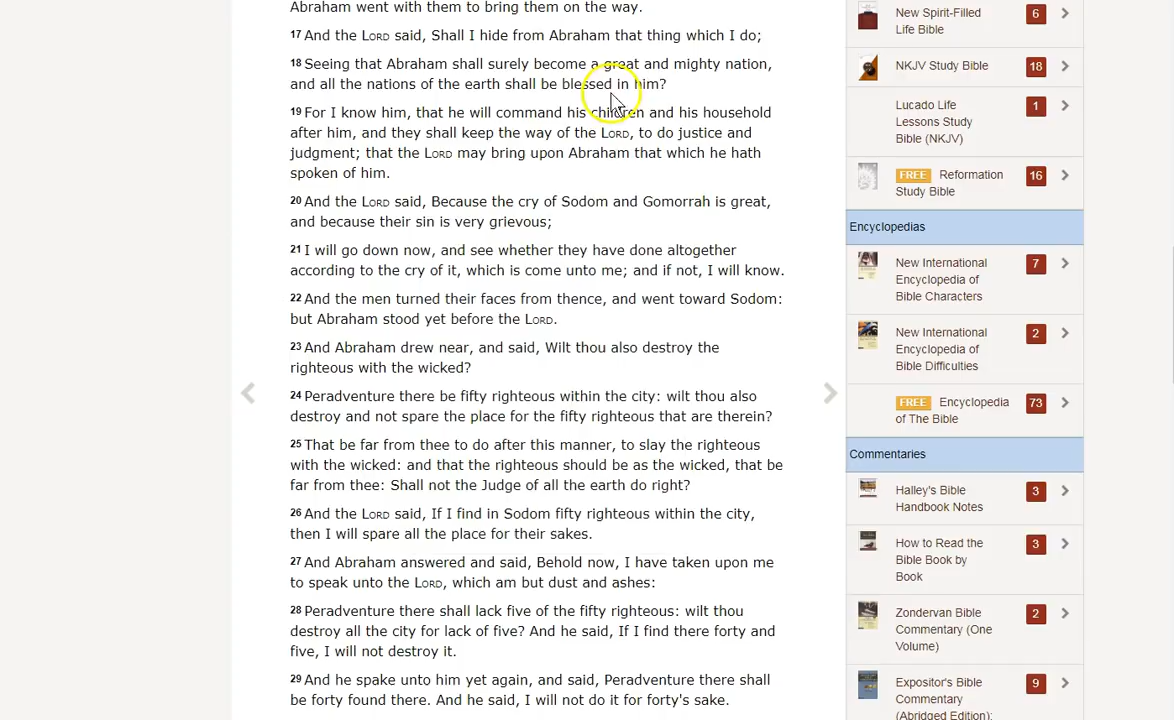 Abraham went with them to bring them on the way.
17 And the LORD said, Shall I hide from Abraham that thing which I do;
18 Seeing that Abraham shall surely become a great and mighty nation,
and all the nations of the earth shall be blessed in him?
19 For I know him, that he will command his children and his household
after him, and they shall keep the way of the LORD, to do justice and
judgment; that the LORD may bring upon Abraham that which he hath
spoken of him.
20 And the LORD said, Because the cry of Sodom and Gomorrah is great,
and because their sin is very grievous;
21 I will go down now, and see whether they have done altogether
according to the cry of it, which is come unto me; and if not, I will know.
22 And the men turned their faces from thence, and went toward Sodom:
but Abraham stood yet before the LORD.
23 And Abraham drew near, and said, Wilt thou also destroy the
righteous with the wicked?
24 Peradventure there be fifty righteous within the city: wilt thou also
destroy and not spare the place for the fifty righteous that are therein?
25 That be far from thee to do after this manner, to slay the righteous
with the wicked: and that the righteous should be as the wicked, that be
far from thee: Shall not the Judge of all the earth do right?
26 And the LORD said, If I find in Sodom fifty righteous within the city,
then I will spare all the place for their sakes.
27 And Abraham answered and said, Behold now, I have taken upon me
to speak unto the LORD, which am but dust and ashes:
28 Peradventure there shall lack five of the fifty righteous: wilt thou
destroy all the city for lack of five? And he said, If I find there forty and
five, I will not destroy it.
29 And he spake unto him yet again, and said, Peradventure there shall
be forty found there. And he said, I will not do it for forty's sake.
New Spirit-Filled 6
Life Bible
NKJV Study Bible 18
Lucado Life 1
Lessons Study
Bible (NKJV)
FREE Reformation 16
Study Bible
Encyclopedias
New International 7
Encyclopedia of
Bible Characters
New International 2
Encyclopedia of
Bible Difficulties
FREE Encyclopedia 73
of The Bible
Commentaries
Halley's Bible 3
Handbook Notes
How to Read the 3
Bible Book by
Book
Zondervan Bible 2
Commentary (One
Volume)
Expositor's Bible 9
Commentary
(Abridged Edition):